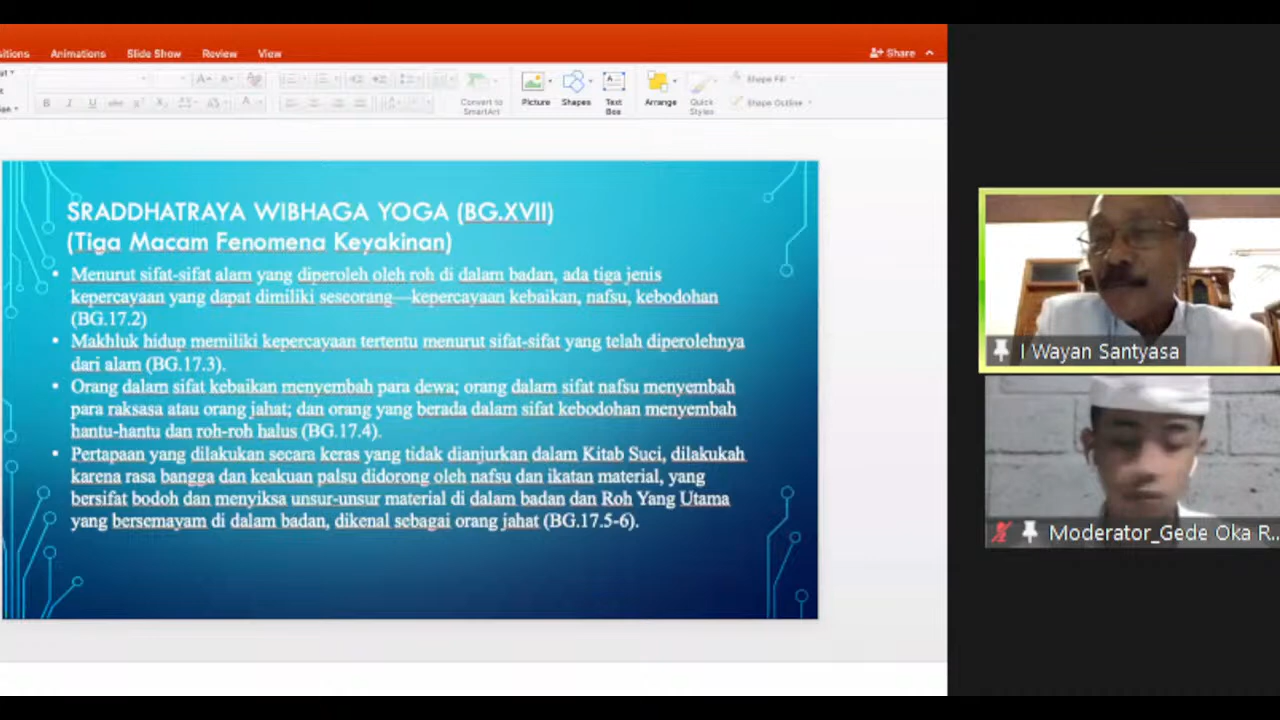 sitions Animations Slide Show Review View Share
Convert to SmartArt Picture Shapes Text Box Arrange Quick Styles Shape Fill Shape Outline
SRADDHATRAYA WIBHAGA YOGA (BG.XVII)
(Tiga Macam Fenomena Keyakinan)
• Menurut sifat-sifat alam yang diperoleh oleh roh di dalam badan, ada tiga jenis
kepercayaan yang dapat dimiliki seseorang—kepercayaan kebaikan, nafsu, kebodohan
(BG.17.2)
• Makhluk hidup memiliki kepercayaan tertentu menurut sifat-sifat yang telah diperolehnya
dari alam (BG.17.3).
• Orang dalam sifat kebaikan menyembah para dewa; orang dalam sifat nafsu menyembah
para raksasa atau orang jahat; dan orang yang berada dalam sifat kebodohan menyembah
hantu-hantu dan roh-roh halus (BG.17.4).
• Pertapaan yang dilakukan secara keras yang tidak dianjurkan dalam Kitab Suci, dilakukah
karena rasa bangga dan keakuan palsu didorong oleh nafsu dan ikatan material, yang
bersifat bodoh dan menyiksa unsur-unsur material di dalam badan dan Roh Yang Utama
yang bersemayam di dalam badan, dikenal sebagai orang jahat (BG.17.5-6).
I Wayan Santyasa
Moderator_Gede Oka R...